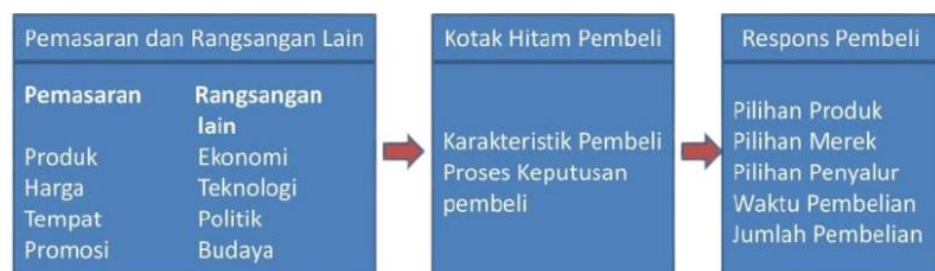 Pemasaran dan Rangsangan Lain
Pemasaran Rangsangan
lain
Produk Ekonomi
Harga Teknologi
Tempat Politik
Promosi Budaya
Kotak Hitam Pembeli
Karakteristik Pembeli
Proses Keputusan
pembeli
Respons Pembeli
Pilihan Produk
Pilihan Merek
Pilihan Penyalur
Waktu Pembelian
Jumlah Pembelian